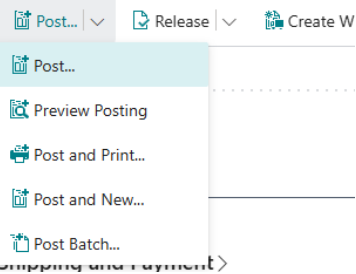 Post... Release Create W
Post...
Preview Posting
Post and Print...
Post and New...
Post Batch...
Shipping and Payment